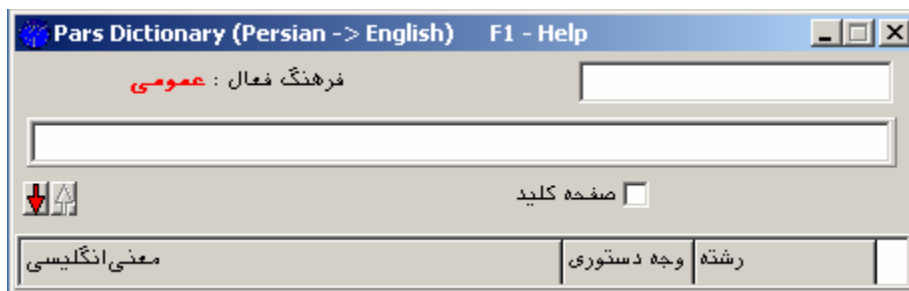 Pars Dictionary (Persian -> English) F1 - Help
فرهنگ فعال : عمومی
صفحه کلید
رشته وجه دستوری معنی انگلیسی